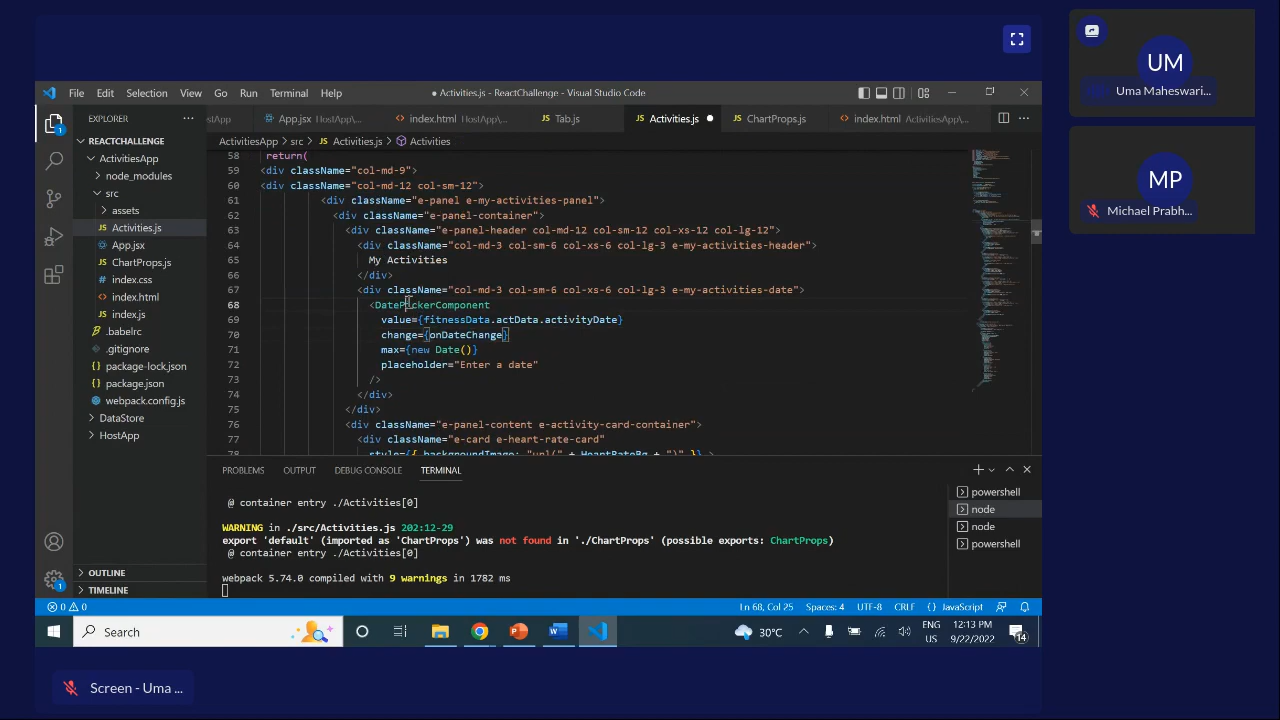 UM
Uma Maheswari...
MP
Michael Prabh...
File Edit Selection View Go Run Terminal Help
● Activities.js - ReactChallenge - Visual Studio Code
EXPLORER
HostApp App.jsx HostApp\... index.html HostApp\... Tab.js Activities.js ChartProps.js index.html ActivitiesApp\...
REACTCHALLENGE
ActivitiesApp
node_modules
src
assets
Activities.js
App.jsx
ChartProps.js
index.css
index.html
index.js
.babelrc
.gitignore
package-lock.json
package.json
webpack.config.js
DataStore
HostApp
OUTLINE
TIMELINE
ActivitiesApp > src > Activities.js > Activities
58 return(
59 <div className="col-md-9">
60 <div className="col-md-12 col-sm-12">
61 <div className="e-panel e-my-activities-panel">
62 <div className="e-panel-container">
63 <div className="e-panel-header col-md-12 col-sm-12 col-xs-12 col-lg-12">
64 <div className="col-md-3 col-sm-6 col-xs-6 col-lg-3 e-my-activities-header">
65 My Activities
66 </div>
67 <div className="col-md-3 col-sm-6 col-xs-6 col-lg-3 e-my-activities-date">
68 <DatePickerComponent
69 value={fitnessData.actData.activityDate}
70 change={onDateChange}
71 max={new Date()}
72 placeholder="Enter a date"
73 />
74 </div>
75 </div>
76 <div className="e-panel-content e-activity-card-container">
77 <div className="e-card e-heart-rate-card"
78 style={{ backgroundImage: "url(" + HeartRateBg + ")" }} >
PROBLEMS OUTPUT DEBUG CONSOLE TERMINAL
@ container entry ./Activities[0]
WARNING in ./src/Activities.js 202:12-29
export 'default' (imported as 'ChartProps') was not found in './ChartProps' (possible exports: ChartProps)
@ container entry ./Activities[0]
webpack 5.74.0 compiled with 9 warnings in 1782 ms
powershell
node
node
powershell
0 0
Ln 68, Col 25 Spaces: 4 UTF-8 CRLF {} JavaScript
Search
30°C
ENG
US
12:13 PM
9/22/2022
14
Screen - Uma ...